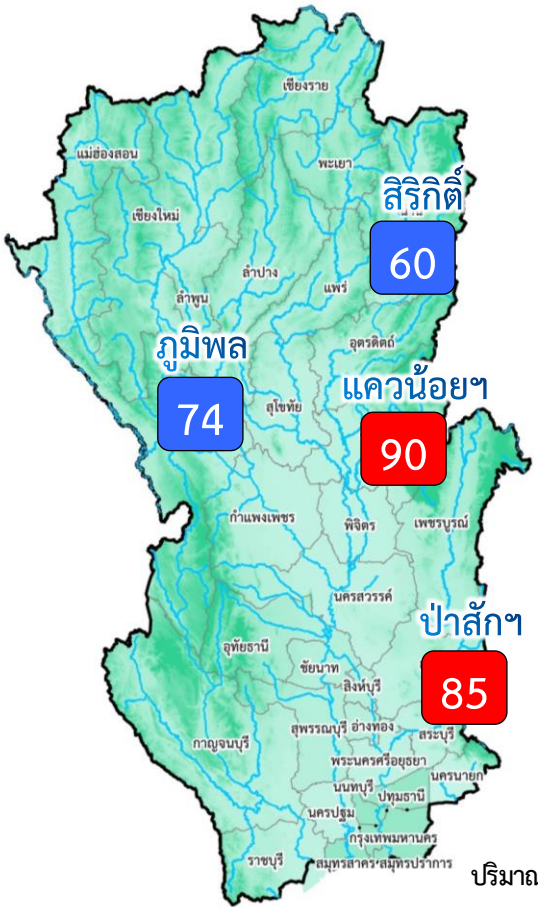 เชียงราย
แม่ฮ่องสอน
พะเยา
สิริกิติ์
เชียงใหม่
60
ลำปาง
แพร่
ลำพูน
อุตรดิตถ์
ภูมิพล
แควน้อยฯ
74
สุโขทัย
90
กำแพงเพชร
พิจิตร
เพชรบูรณ์
นครสวรรค์
ป่าสักฯ
อุทัยธานี
ชัยนาท
สิงห์บุรี
85
สุพรรณบุรี อ่างทอง
สระบุรี
กาญจนบุรี
พระนครศรีอยุธยา
นครนายก
นนทบุรี
ปทุมธานี
นครปฐม
กรุงเทพมหานคร
ราชบุรี
สมุทรสาคร
สมุทรปราการ